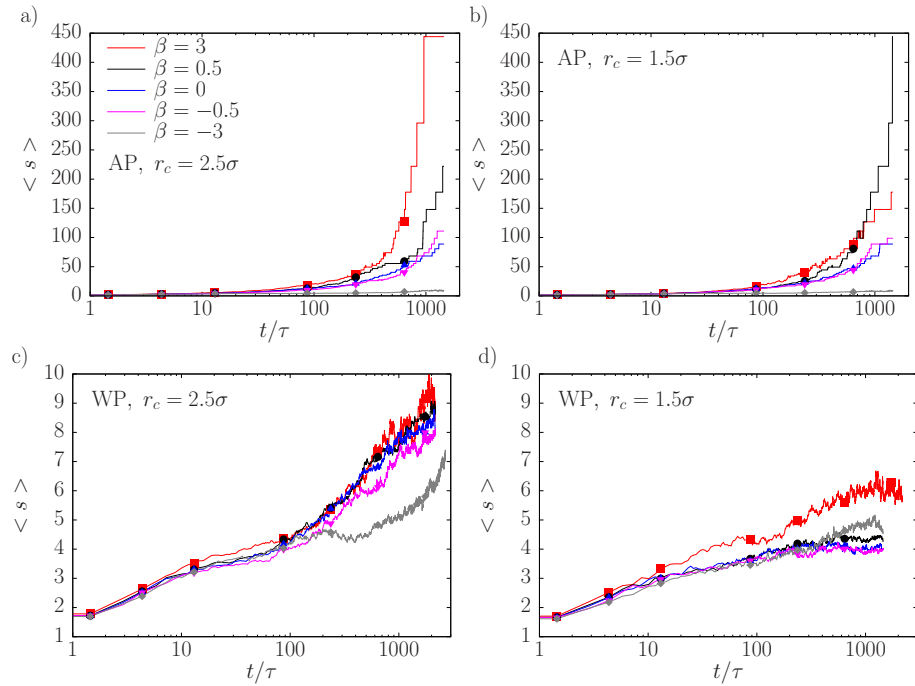 a)
450
400
350
300
250
200
150
100
50
0
< s >
β = 3
β = 0.5
β = 0
β = −0.5
β = −3
AP, r_c = 2.5σ
1 10 100 1000
t/τ
b)
450
400
350
300
250
200
150
100
50
0
< s >
AP, r_c = 1.5σ
1 10 100 1000
t/τ
c)
10
9
8
7
6
5
4
3
2
1
< s >
WP, r_c = 2.5σ
1 10 100 1000
t/τ
d)
10
9
8
7
6
5
4
3
2
1
< s >
WP, r_c = 1.5σ
1 10 100 1000
t/τ